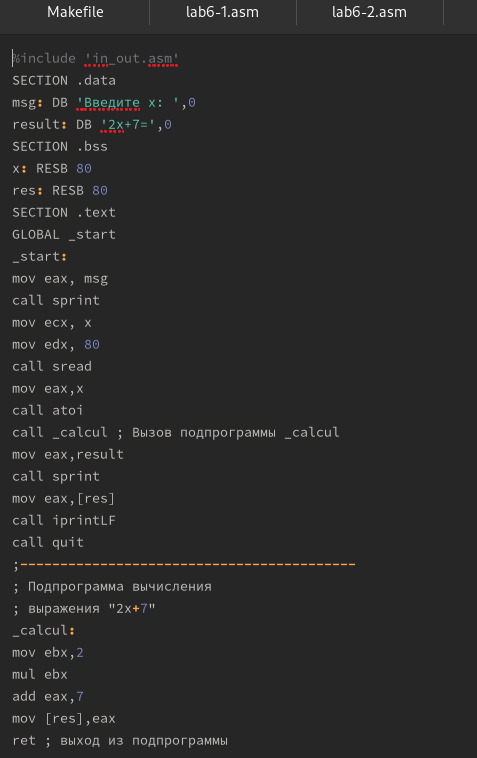 Makefile lab6-1.asm lab6-2.asm
%include 'in_out.asm'
SECTION .data
msg: DB 'Введите x: ',0
result: DB '2x+7=',0
SECTION .bss
x: RESB 80
res: RESB 80
SECTION .text
GLOBAL _start
_start:
mov eax, msg
call sprint
mov ecx, x
mov edx, 80
call sread
mov eax,x
call atoi
call _calcul ; Вызов подпрограммы _calcul
mov eax,result
call sprint
mov eax,[res]
call iprintLF
call quit
;------------------------------------------
; Подпрограмма вычисления
; выражения "2x+7"
_calcul:
mov ebx,2
mul ebx
add eax,7
mov [res],eax
ret ; выход из подпрограммы